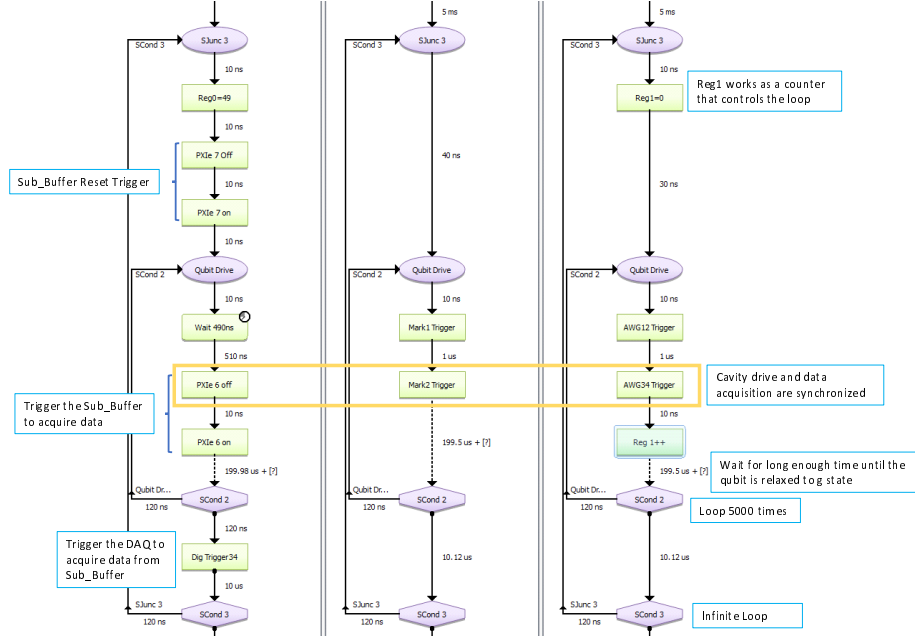 5 ms
5 ms
5 ms
SCond 3
SJunc 3
SCond 3
SJunc 3
SCond 3
SJunc 3
10 ns
10 ns
Reg0=49
Reg1=0
Reg1 works as a counter
that controls the loop
10 ns
PXIe 7 Off
40 ns
Sub_Buffer Reset Trigger
10 ns
30 ns
PXIe 7 on
10 ns
Qubit Drive
Qubit Drive
Qubit Drive
SCond 2
SCond 2
SCond 2
10 ns
10 ns
10 ns
Wait 490ns
Mark1 Trigger
AWG12 Trigger
510 ns
1 us
1 us
PXIe 6 off
Mark2 Trigger
AWG34 Trigger
Cavity drive and data
acquisition are synchronized
Trigger the Sub_Buffer
to acquire data
10 ns
10 ns
PXIe 6 on
199.5 us + [?]
Reg 1++
199.98 us + [?]
199.5 us + [?]
Wait for long enough time until the
qubit is relaxed to g state
Qubit Dr...
SCond 2
Qubit Dr...
SCond 2
Qubit Dr...
SCond 2
120 ns
120 ns
120 ns
Loop 5000 times
120 ns
Trigger the DAQ to
acquire data from
Sub_Buffer
Dig Trigger34
10.12 us
10.12 us
10 us
SJunc 3
SCond 3
SJunc 3
SCond 3
SJunc 3
SCond 3
Infinite Loop
120 ns
120 ns
120 ns